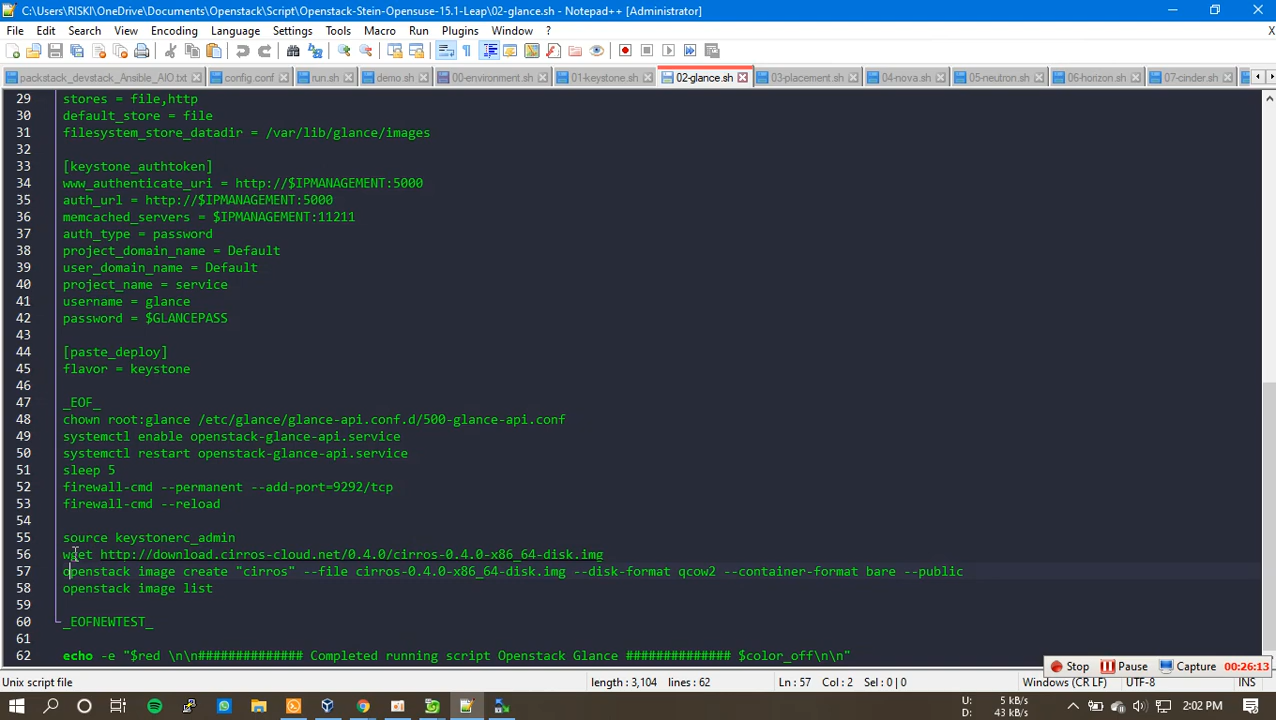 C:\Users\RISKI\OneDrive\Documents\Openstack\Script\Openstack-Stein-Opensuse-15.1-Leap\02-glance.sh - Notepad++ [Administrator]
File Edit Search View Encoding Language Settings Tools Macro Run Plugins Window ? X
packstack_devstack_Ansible_AIO.txt config.conf run.sh demo.sh 00-environment.sh 01-keystone.sh 02-glance.sh 03-placement.sh 04-nova.sh 05-neutron.sh 06-horizon.sh 07-cinder.sh
29 stores = file,http
30 default_store = file
31 filesystem_store_datadir = /var/lib/glance/images
32
33 [keystone_authtoken]
34 www_authenticate_uri = http://$IPMANAGEMENT:5000
35 auth_url = http://$IPMANAGEMENT:5000
36 memcached_servers = $IPMANAGEMENT:11211
37 auth_type = password
38 project_domain_name = Default
39 user_domain_name = Default
40 project_name = service
41 username = glance
42 password = $GLANCEPASS
43
44 [paste_deploy]
45 flavor = keystone
46
47 _EOF_
48 chown root:glance /etc/glance/glance-api.conf.d/500-glance-api.conf
49 systemctl enable openstack-glance-api.service
50 systemctl restart openstack-glance-api.service
51 sleep 5
52 firewall-cmd --permanent --add-port=9292/tcp
53 firewall-cmd --reload
54
55 source keystonerc_admin
56 wget http://download.cirros-cloud.net/0.4.0/cirros-0.4.0-x86_64-disk.img
57 openstack image create "cirros" --file cirros-0.4.0-x86_64-disk.img --disk-format qcow2 --container-format bare --public
58 openstack image list
59
60 _EOFNEWTEST_
61
62 echo -e "$red \n\n############## Completed running script Openstack Glance ############## $color_off\n\n"
Stop Pause Capture 00:26:13
Unix script file length : 3,104 lines : 62 Ln : 57 Col : 2 Sel : 0 | 0 Windows (CR LF) UTF-8 INS
U: 5 kB/s
D: 43 kB/s
2:02 PM